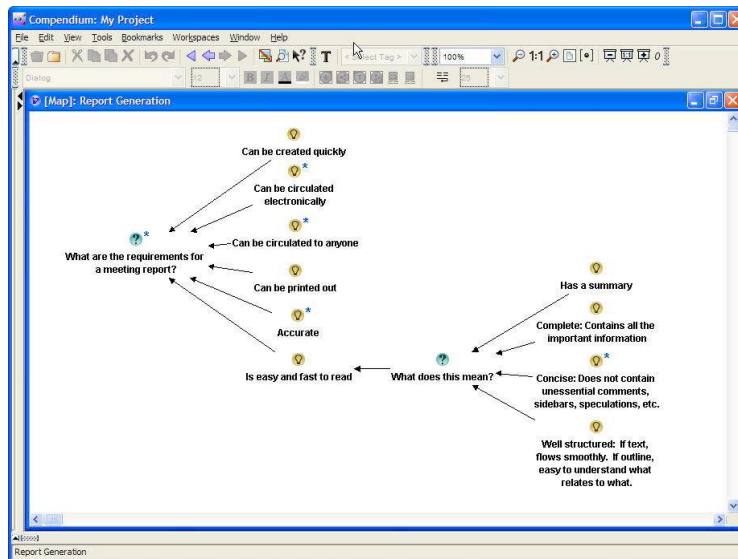 Compendium: My Project
File Edit View Tools Bookmarks Workspaces Window Help
T < Select Tag > 100% 1:1 0
Dialog 12 B I A 25
[Map]: Report Generation
Can be created quickly
Can be circulated
electronically
Can be circulated to anyone
What are the requirements for
a meeting report?
Can be printed out
Accurate
Is easy and fast to read
What does this mean?
Has a summary
Complete: Contains all the
important information
Concise: Does not contain
unessential comments,
sidebars, speculations, etc.
Well structured: If text,
flows smoothly. If outline,
easy to understand what
relates to what.
Report Generation